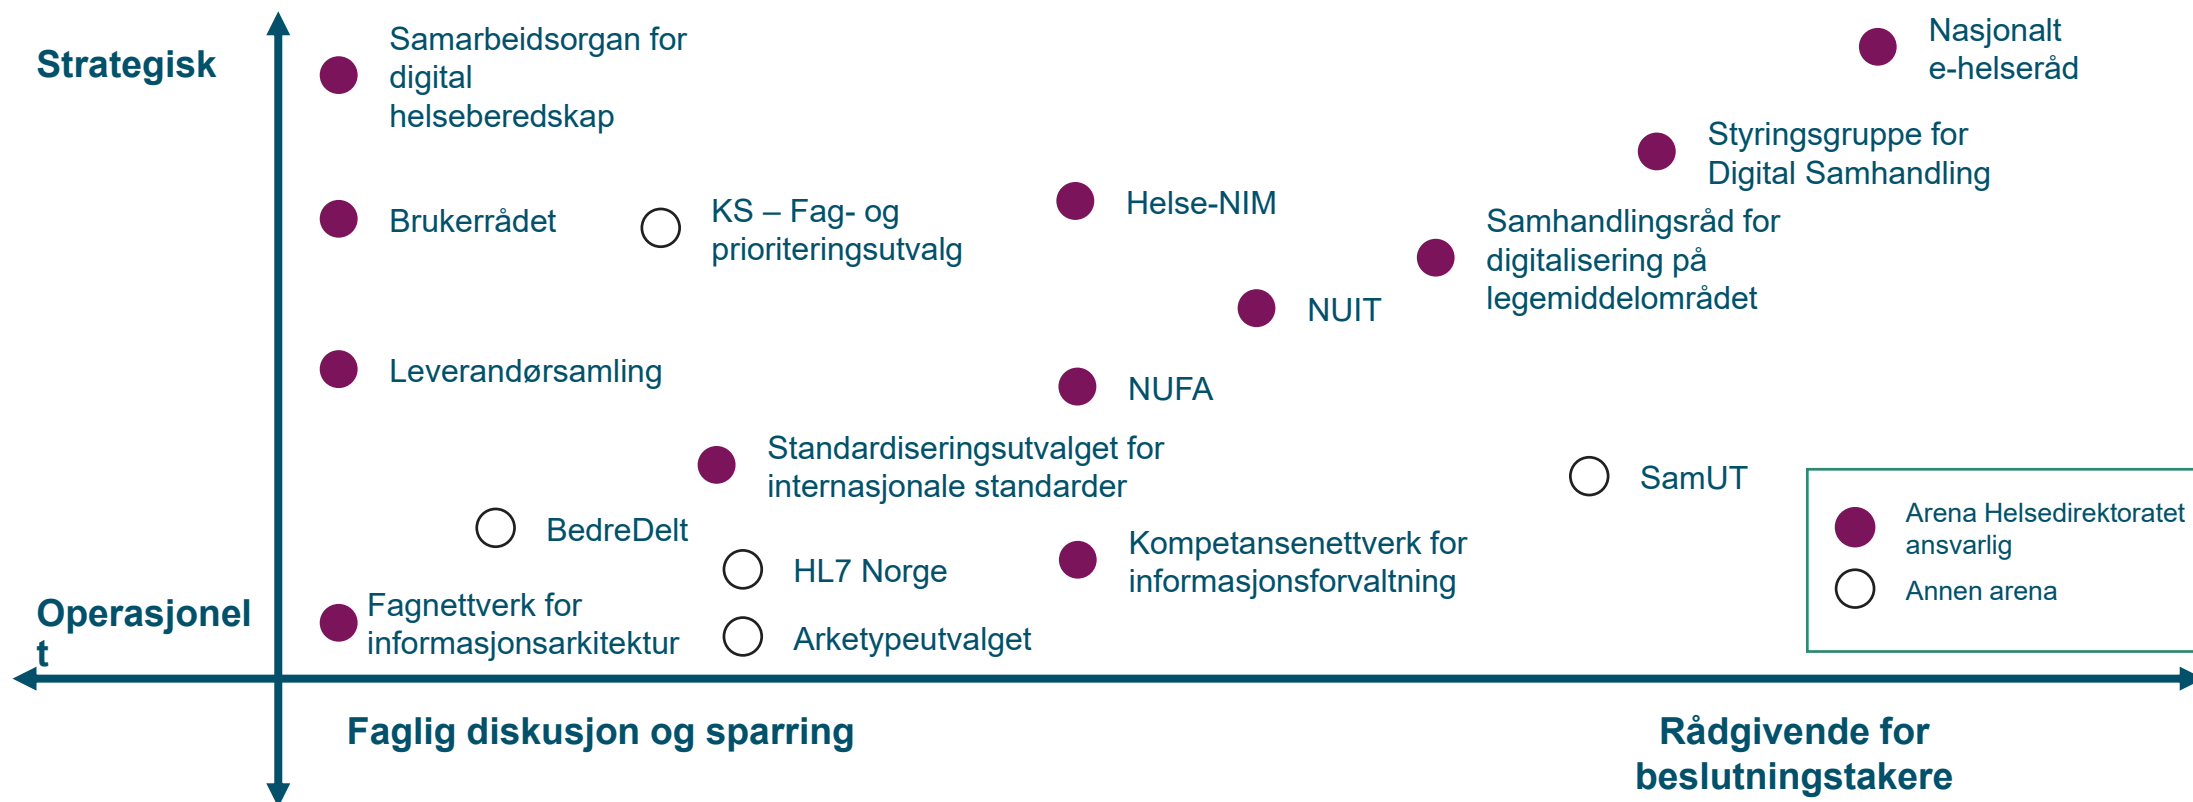 Strategisk
Samarbeidsorgan for
digital
helseberedskap
Nasjonalt
e-helseråd
Styringsgruppe for
Digital Samhandling
Brukerrådet
KS – Fag- og
prioriteringsutvalg
Helse-NIM
Samhandlingsråd for
digitalisering på
legemiddelområdet
NUIT
Leverandørsamling
NUFA
Standardiseringsutvalget for
internasjonale standarder
SamUT
BedreDelt
HL7 Norge
Kompetansenettverk for
informasjonsforvaltning
Arena Helsedirektoratet
ansvarlig
Annen arena
Operasjonel
t
Fagnettverk for
informasjonsarkitektur
Arketypeutvalget
Faglig diskusjon og sparring
Rådgivende for
beslutningstakere